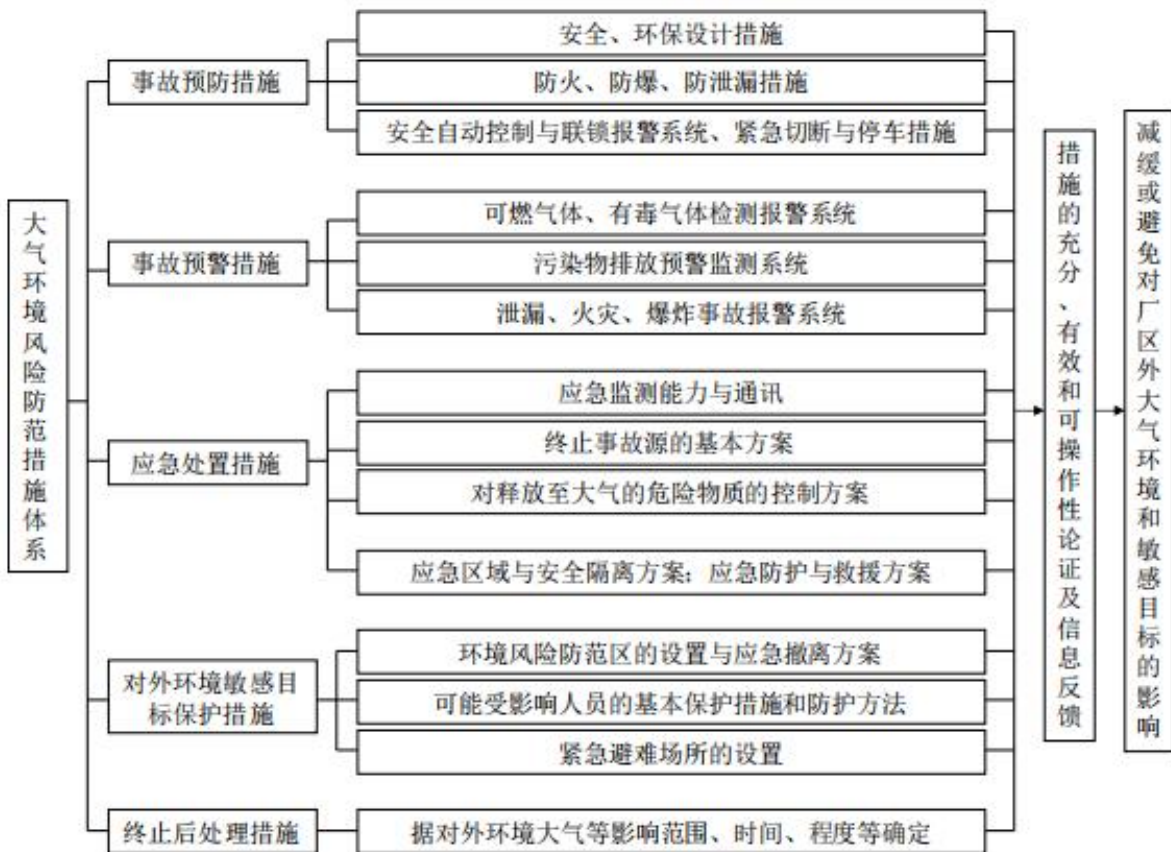 大气环境风险防范措施体系
事故预防措施
安全、环保设计措施
防火、防爆、防泄漏措施
安全自动控制与联锁报警系统、紧急切断与停车措施
事故预警措施
可燃气体、有毒气体检测报警系统
污染物排放预警监测系统
泄漏、火灾、爆炸事故报警系统
应急处置措施
应急监测能力与通讯
终止事故源的基本方案
对释放至大气的危险物质的控制方案
应急区域与安全隔离方案；应急防护与救援方案
对外环境敏感目
标保护措施
环境风险防范区的设置与应急撤离方案
可能受影响人员的基本保护措施和防护方法
紧急避难场所的设置
终止后处理措施
据对外环境大气等影响范围、时间、程度等确定
措施的充分、有效和可操作性论证及信息反馈
减缓或避免对厂区外大气环境和敏感目标的影响